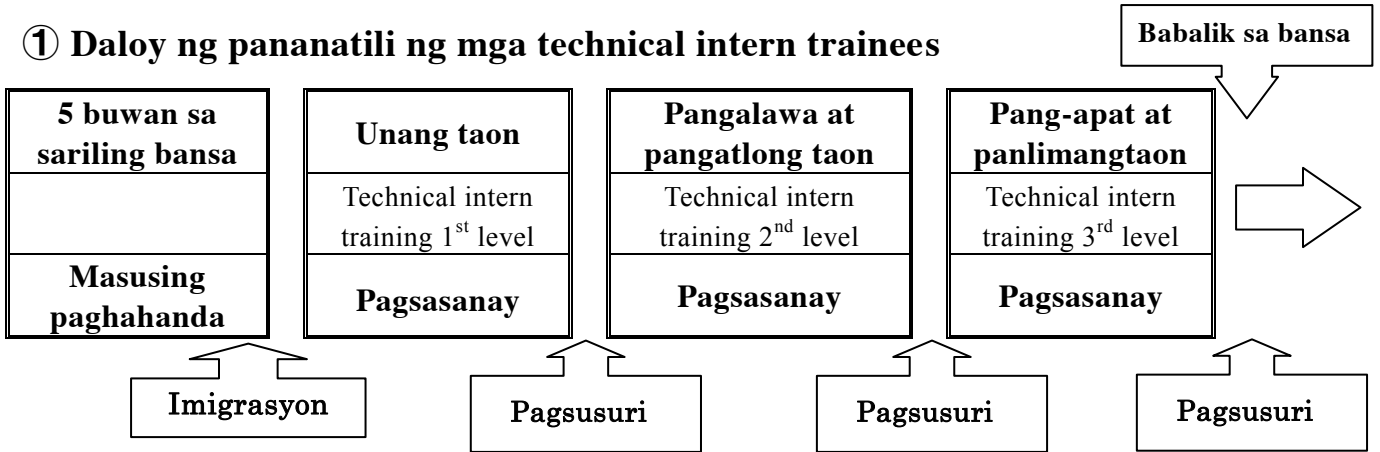 ① Daloy ng pananatili ng mga technical intern trainees
Babalik sa bansa
5 buwan sa
sariling bansa
Masusing
paghahanda
Unang taon
Technical intern
training 1st level
Pagsasanay
Pangalawa at
pangatlong taon
Technical intern
training 2nd level
Pagsasanay
Pang-apat at
panlimangtaon
Technical intern
training 3rd level
Pagsasanay
Imigrasyon
Pagsusuri
Pagsusuri
Pagsusuri